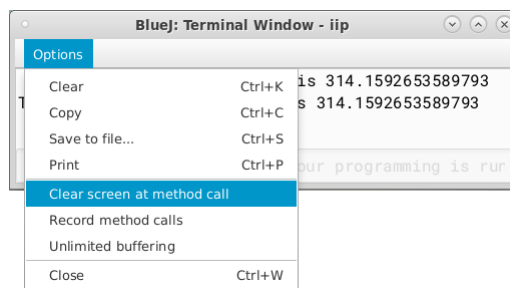 BlueJ: Terminal Window - iip
Options
Clear Ctrl+K
is 314.1592653589793
T
s 314.1592653589793
Copy Ctrl+C
Save to file... Ctrl+S
Print Ctrl+P
our programming is run
Clear screen at method call
Record method calls
Unlimited buffering
Close Ctrl+W